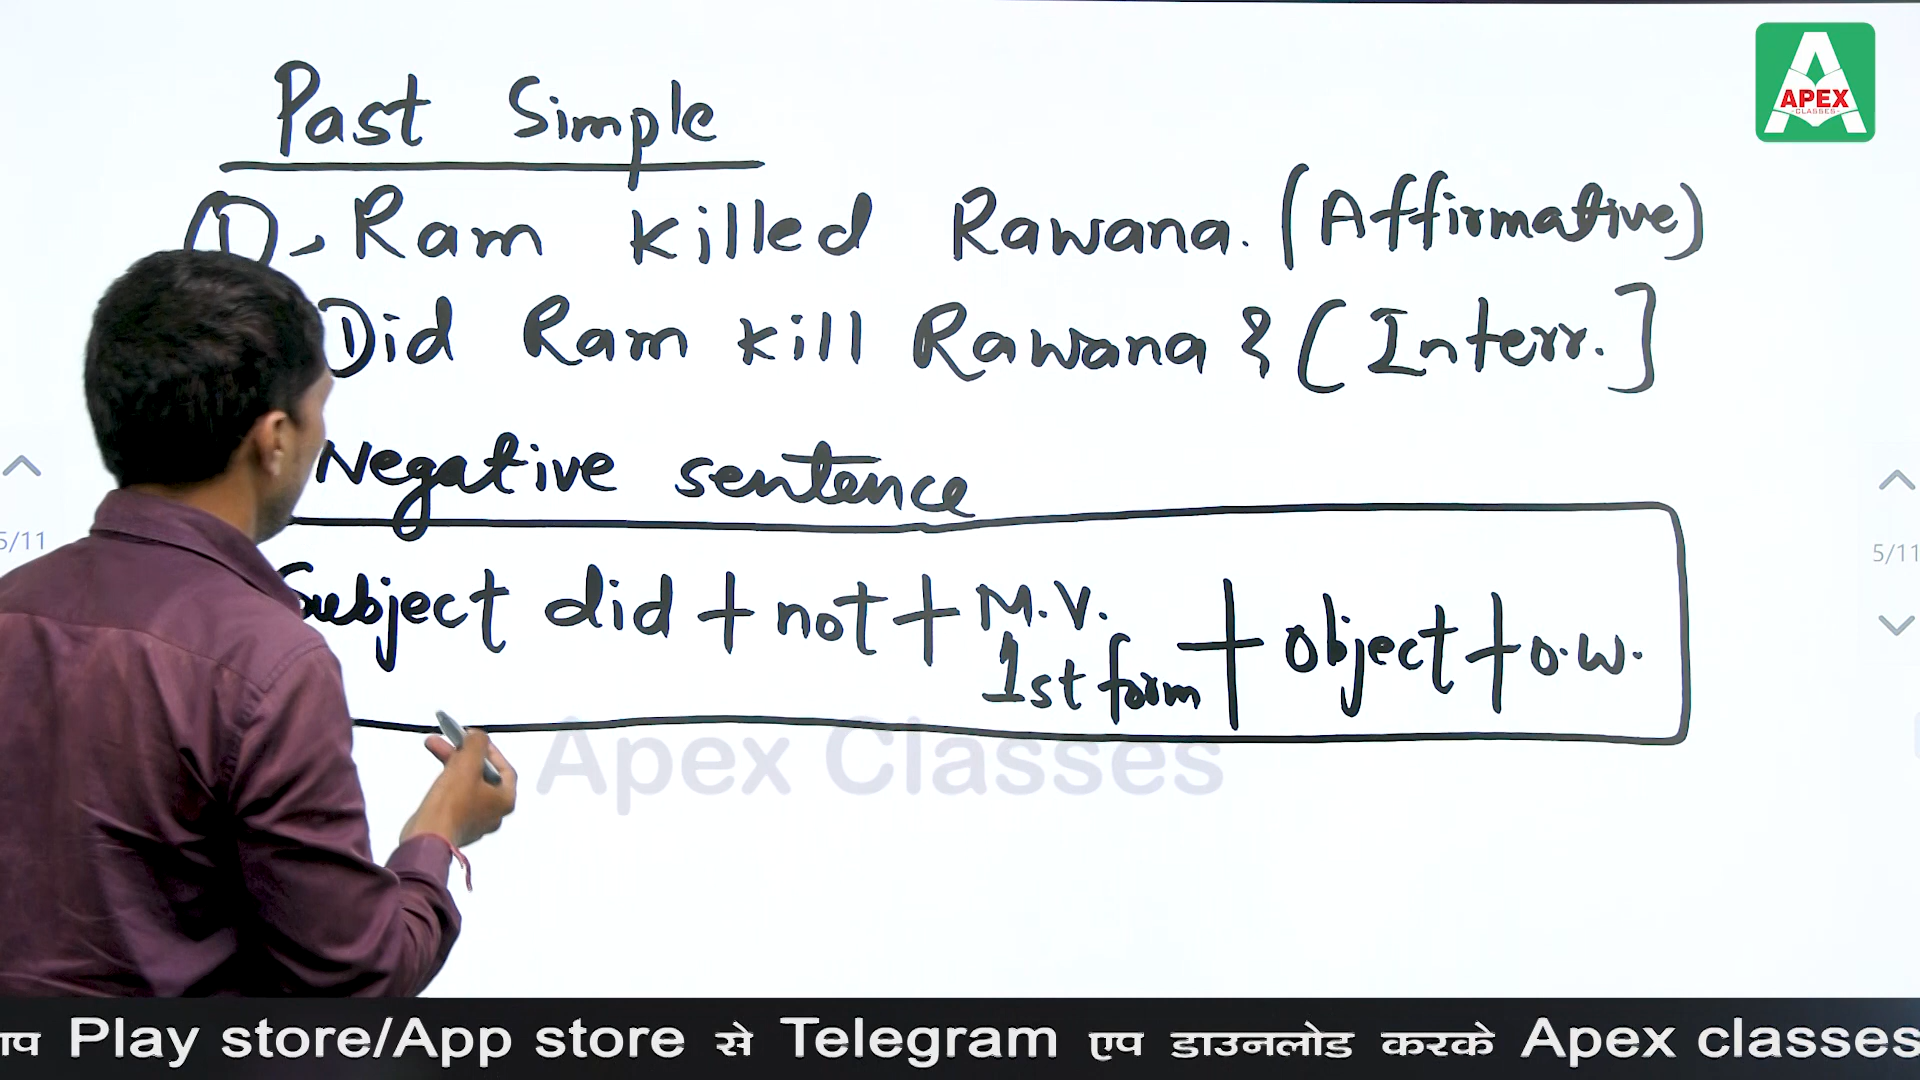 Past Simple
APEX
CLASSES
(1), Ram killed Rawana. (Affirmative)
Did Ram kill Rawana ? (Interr.]
Negative sentence
5/11
5/11
Subject did + not + M.V. 1st form + object + o.w.
Apex Classes
Play store/App store से Telegram एप डाउनलोड करके Apex classes